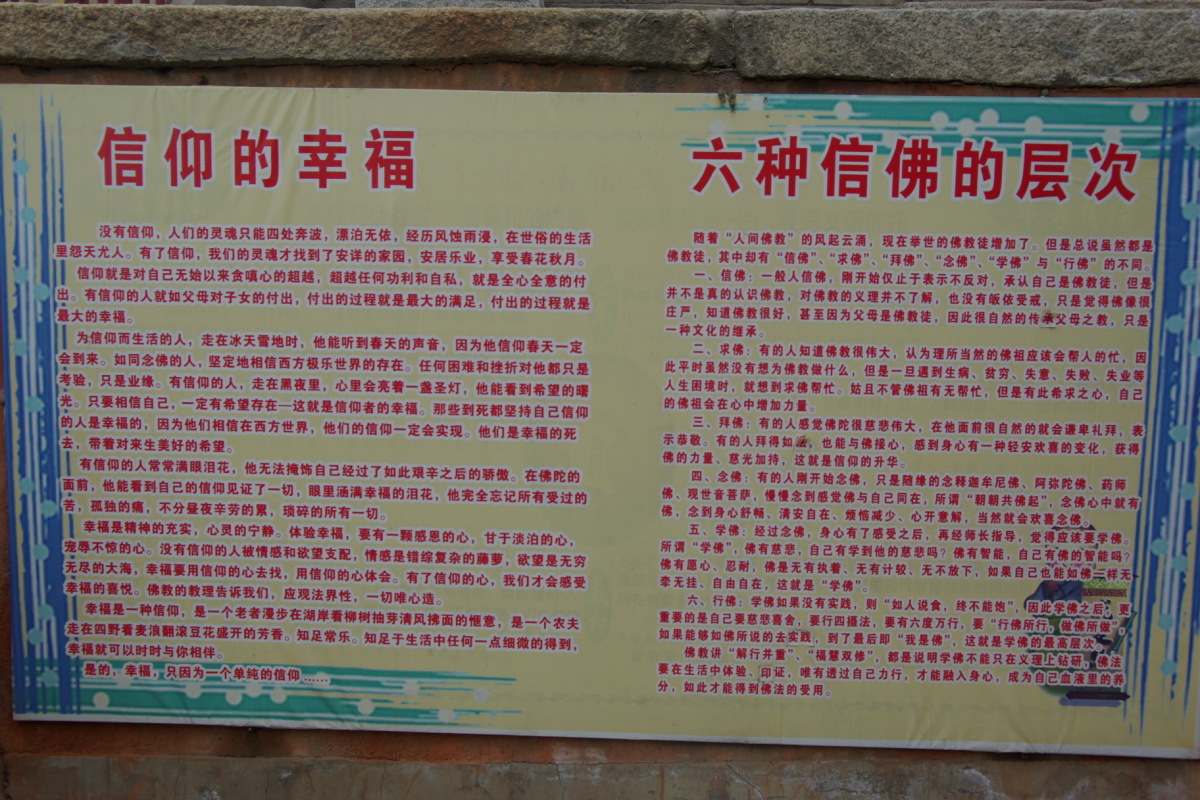 信仰的幸福
没有信仰，人们的灵魂只能四处奔波，漂泊无依，经历风蚀雨浸，在世俗的生活
里怨天尤人。有了信仰，我们的灵魂才找到了安详的家园，安居乐业，享受春花秋月。
信仰就是对自己无始以来贪嗔心的超越，超越任何功利和自私，就是全心全意的付
出。有信仰的人就如父母对子女的付出，付出的过程就是最大的满足，付出的过程就是
最大的幸福。
为信仰而生活的人，走在冰天雪地时，他能听到春天的声音，因为他信仰春天一定
会到来。如同念佛的人，坚定地相信西方极乐世界的存在。任何困难和挫折对他都只是
考验，只是业缘。有信仰的人，走在黑夜里，心里会亮着一盏圣灯，他能看到希望的曙
光。只要相信自己，一定有希望存在—这就是信仰者的幸福。那些到死都坚持自己信仰
的人是幸福的，因为他们相信在西方世界，他们的信仰一定会实现。他们是幸福的死
去，带着对来生美好的希望。
有信仰的人常常满眼泪花，他无法掩饰自己经过了如此艰辛之后的骄傲。在佛陀的
面前，他能看到自己的信仰见证了一切，眼里涵满幸福的泪花，他完全忘记所有受过的
苦，孤独的痛，不分昼夜辛劳的累，琐碎的所有一切。
幸福是精神的充实，心灵的宁静。体验幸福，要有一颗感恩的心，甘于淡泊的心，
宠辱不惊的心。没有信仰的人被情感和欲望支配，情感是错综复杂的藤萝，欲望是无穷
无尽的大海，幸福要用信仰的心去找，用信仰的心体会。有了信仰的心，我们才会感受
幸福的喜悦。佛教的教理告诉我们，应观法界性，一切唯心造。
幸福是一种信仰，是一个老者漫步在湖岸看柳树抽芽清风拂面的惬意，是一个农夫
走在四野看麦浪翻滚豆花盛开的芳香。知足常乐。知足于生活中任何一点细微的得到，
幸福就可以时时与你相伴。
是的，幸福，只因为一个单纯的信仰……
六种信佛的层次
随着“人间佛教”的风起云涌，现在举世的佛教徒增加了。但是总说虽然都是
佛教徒，其中却有“信佛”、“求佛”、“拜佛”、“念佛”、“学佛”与“行佛”的不同。
一、信佛：一般人信佛，刚开始仅止于表示不反对，承认自己是佛教徒，但是
并不是真的认识佛教，对佛教的义理并不了解，也没有皈依受戒，只是觉得佛像很
庄严，知道佛教很好，甚至因为父母是佛教徒，因此很自然的传承父母之教，只是
一种文化的继承。
二、求佛：有的人知道佛教很伟大，认为理所当然的佛祖应该会帮人的忙，因
此平时虽然没有想为佛教做什么，但是一旦遇到生病、贫穷、失意、失败、失业等
人生困境时，就想到求佛帮忙。姑且不管佛祖有无帮忙，但是有此希求之心，自己
的佛祖会在心中增加力量。
三、拜佛：有的人感觉佛陀很慈悲伟大，在他面前很自然的就会谦卑礼拜，表
示恭敬。有的人拜得如法，也能与佛接心，感到身心有一种轻安欢喜的变化，获得
佛的力量、慈光加持，这就是信仰的升华。
四、念佛：有的人刚开始念佛，只是随缘的念释迦牟尼佛、阿弥陀佛、药师
佛、观世音菩萨，慢慢念到感觉佛与自己同在，所谓“朝朝共佛起”，念佛心中就有
佛，念到身心舒畅、清安自在、烦恼减少、心开意解，当然就会欢喜念佛。
五、学佛：经过念佛，身心有了感受之后，再经师长指导，觉得应该要学佛。
所谓“学佛”，佛有慈悲，自己有学到他的慈悲吗？佛有智能，自己有佛的智能吗？
佛有愿心、忍耐，佛是无有执着、无有计较、无不放下，如果自己也能如佛一样无
牵无挂、自由自在，这就是“学佛”。
六、行佛：学佛如果没有实践，则“如人说食，终不能饱”，因此学佛之后，更
重要的是自己要慈悲喜舍，要行四摄法，要有六度万行，要“行佛所行，做佛所做”，
如果能够如佛所说的去实践，到了最后即“我是佛”，这就是学佛的最高层次。
佛教讲“解行并重”、“福慧双修”，都是说明学佛不能只在义理上钻研，佛法
要在生活中体验、印证，唯有透过自己力行，才能融入身心，成为自己血液里的养
分，如此才能得到佛法的受用。